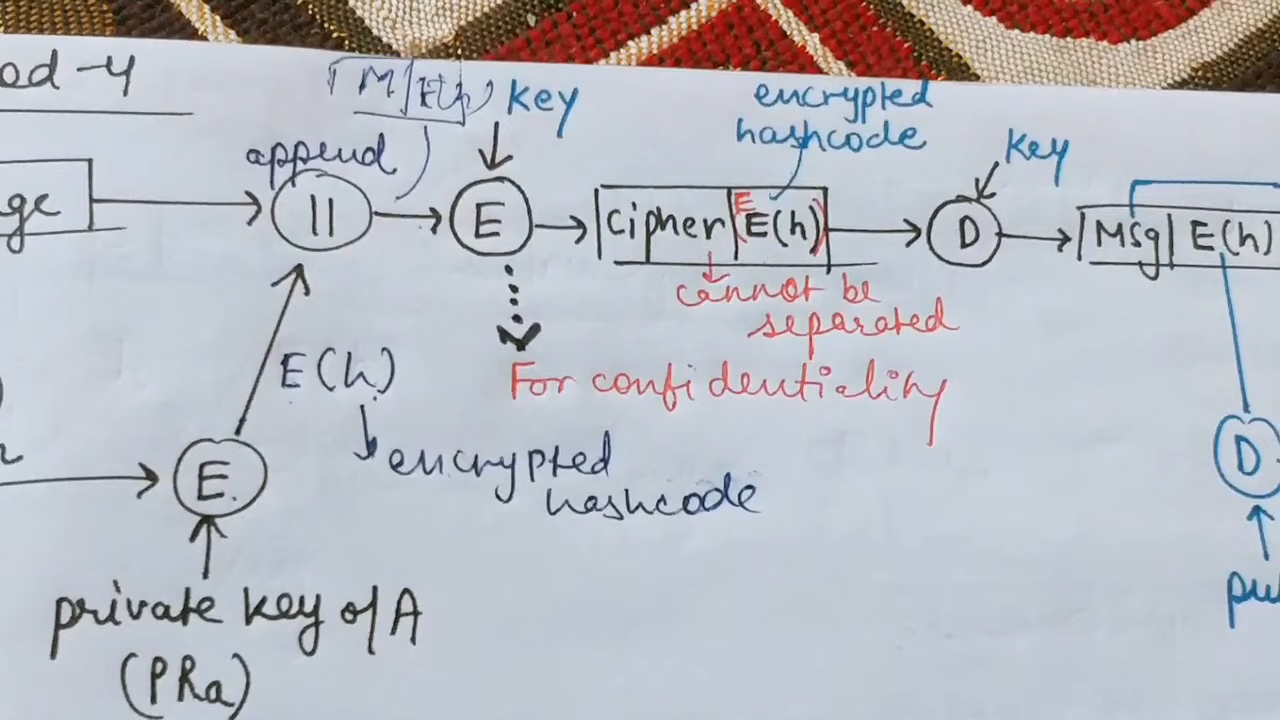 od -4
M/E(h)
key
encrypted
hashcode
append
key
ge
||
E
Cipher
E
E(h)
D
Msg
E(h)
cannot be
separated
For confidentiality
E(h)
encrypted
hashcode
E
D
private key of A
(PRa)
pu